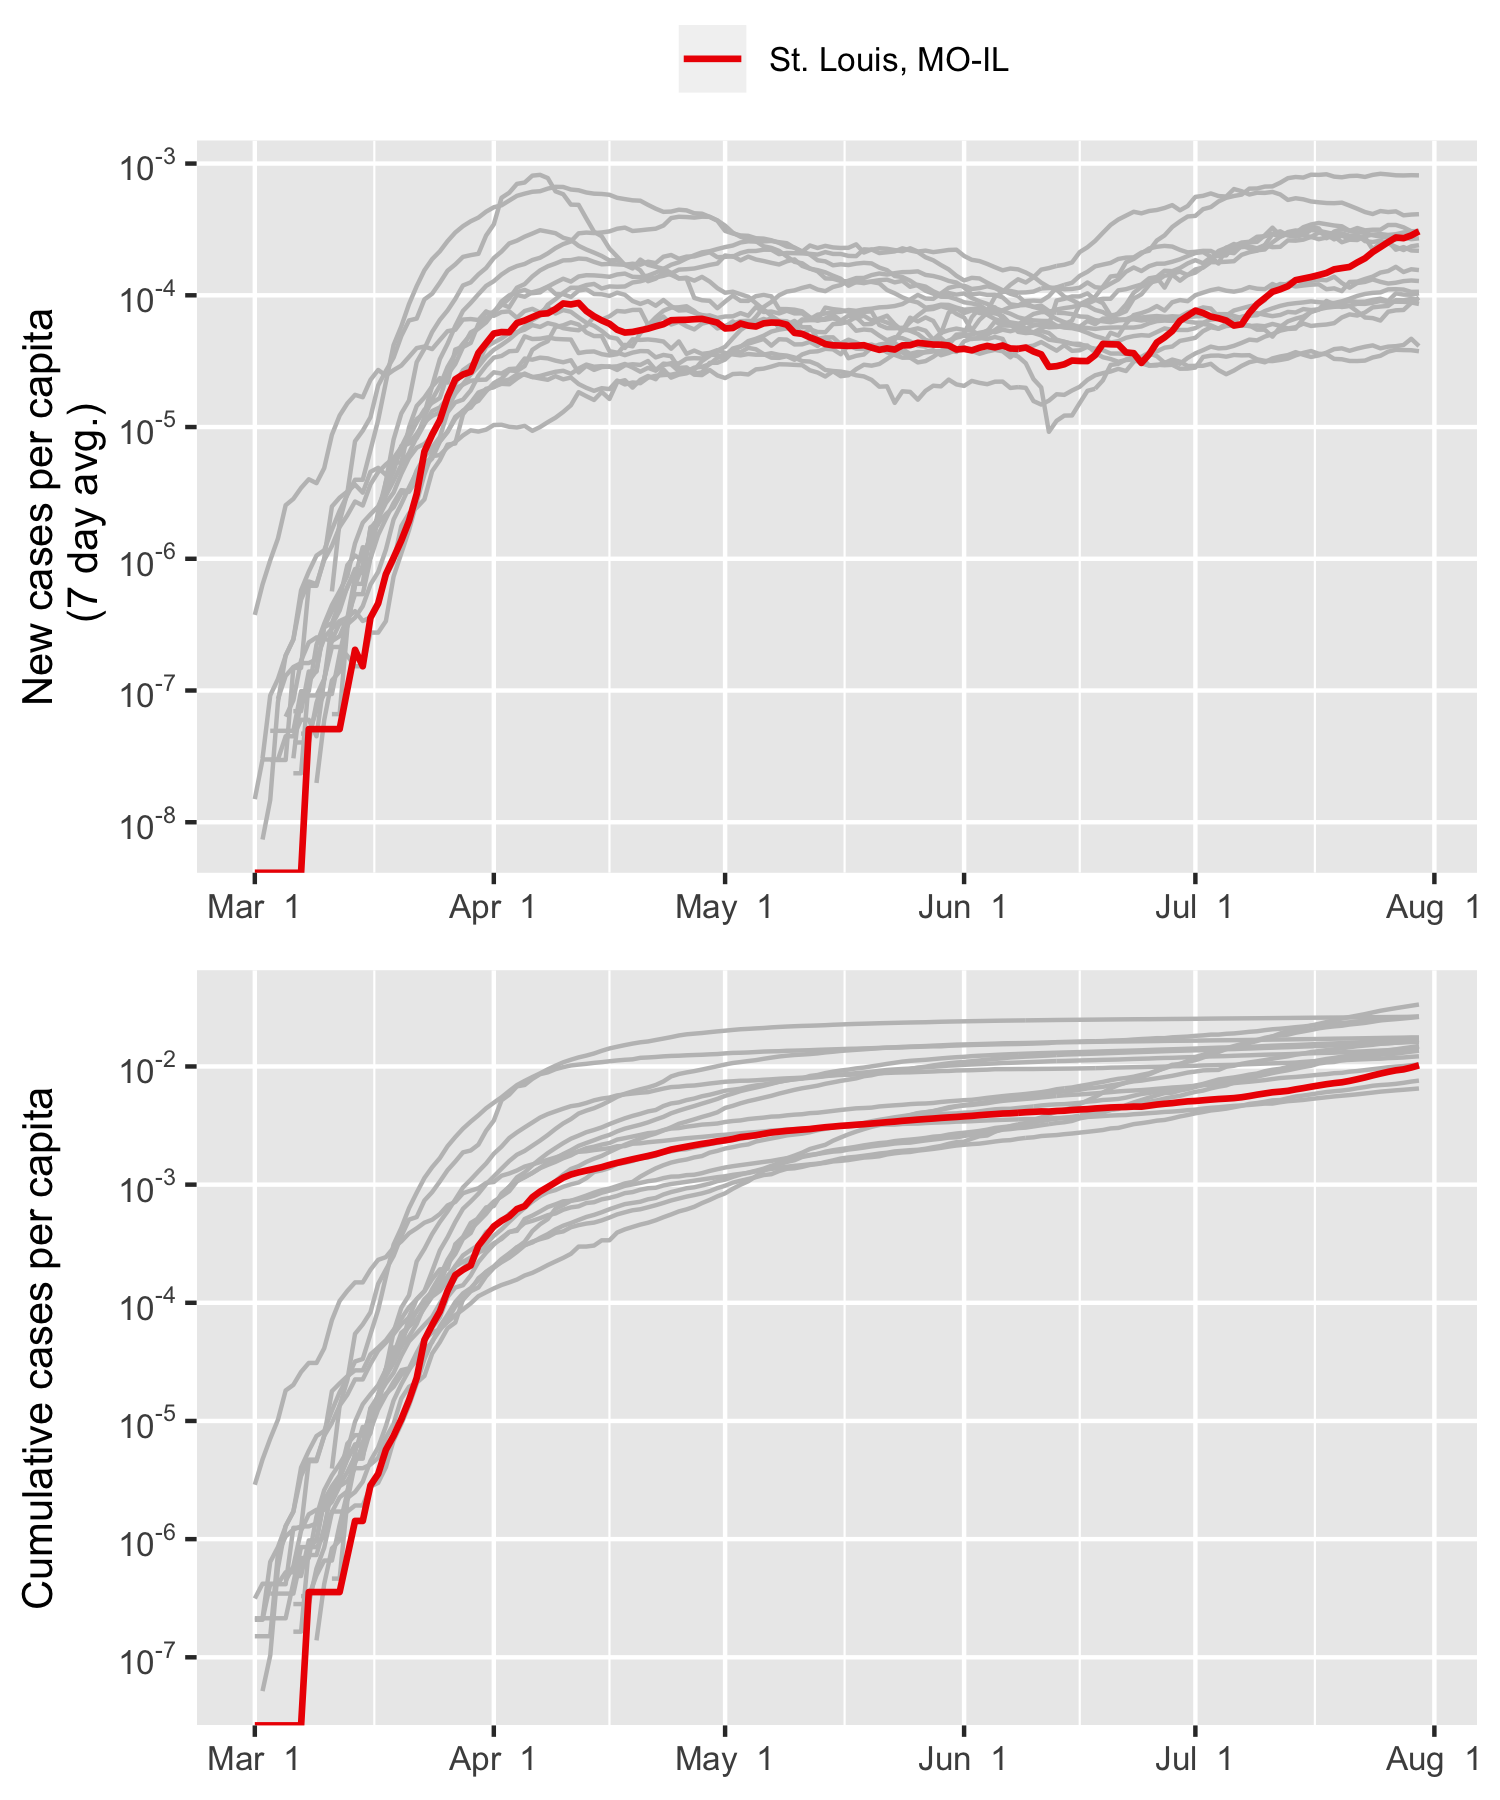 St. Louis, MO-IL
New cases per capita
(7 day avg.)
10-3
10-4
10-5
10-6
10-7
10-8
Mar 1 Apr 1 May 1 Jun 1 Jul 1 Aug 1
Cumulative cases per capita
10-2
10-3
10-4
10-5
10-6
10-7
Mar 1 Apr 1 May 1 Jun 1 Jul 1 Aug 1